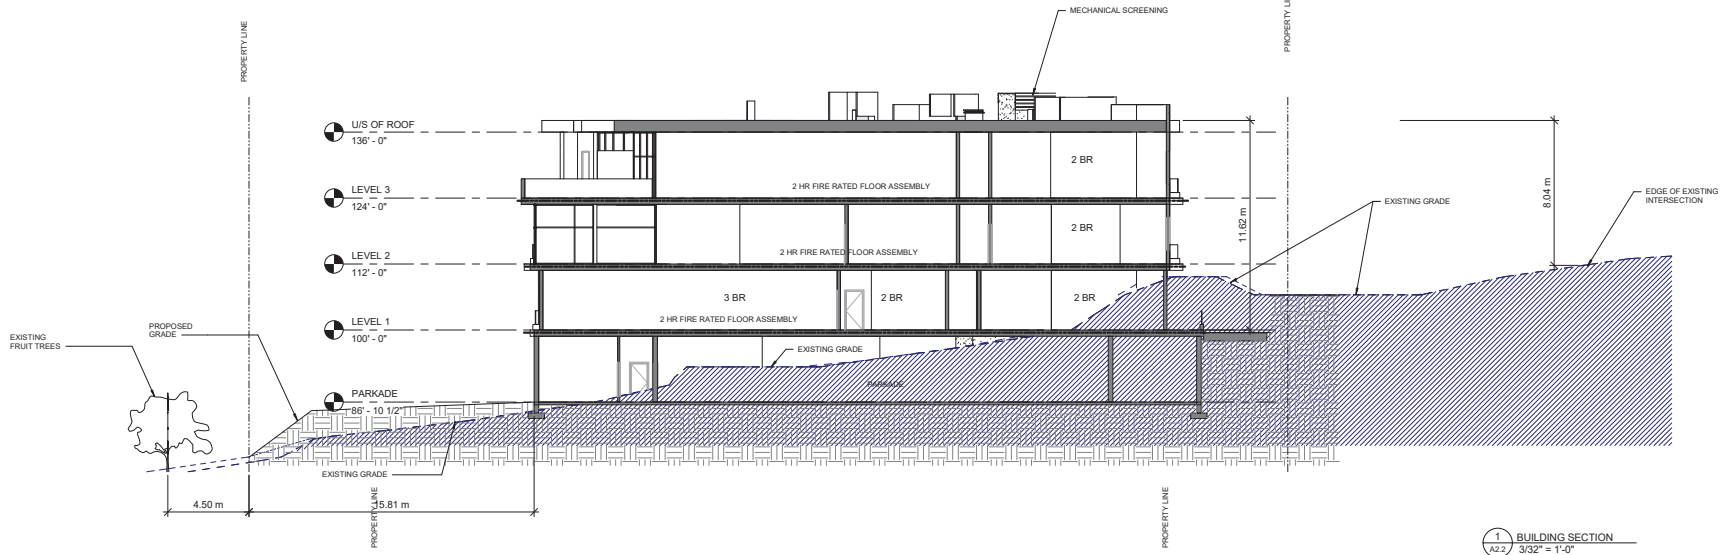 MECHANICAL SCREENING
PROPERTY LINE
PROPERTY LINE
U/S OF ROOF
136' - 0"
2 BR
2 HR FIRE RATED FLOOR ASSEMBLY
LEVEL 3
124' - 0"
11.62 m
8.04 m
EXISTING GRADE
EDGE OF EXISTING
INTERSECTION
2 BR
2 HR FIRE RATED FLOOR ASSEMBLY
LEVEL 2
112' - 0"
3 BR
2 BR
2 BR
2 HR FIRE RATED FLOOR ASSEMBLY
LEVEL 1
100' - 0"
EXISTING
FRUIT TREES
PROPOSED
GRADE
EXISTING GRADE
PARKADE
PARKADE
86' - 10 1/2"
EXISTING GRADE
4.50 m
15.81 m
PROPERTY LINE
PROPERTY LINE
1
A2.2
BUILDING SECTION
3/32" = 1'-0"